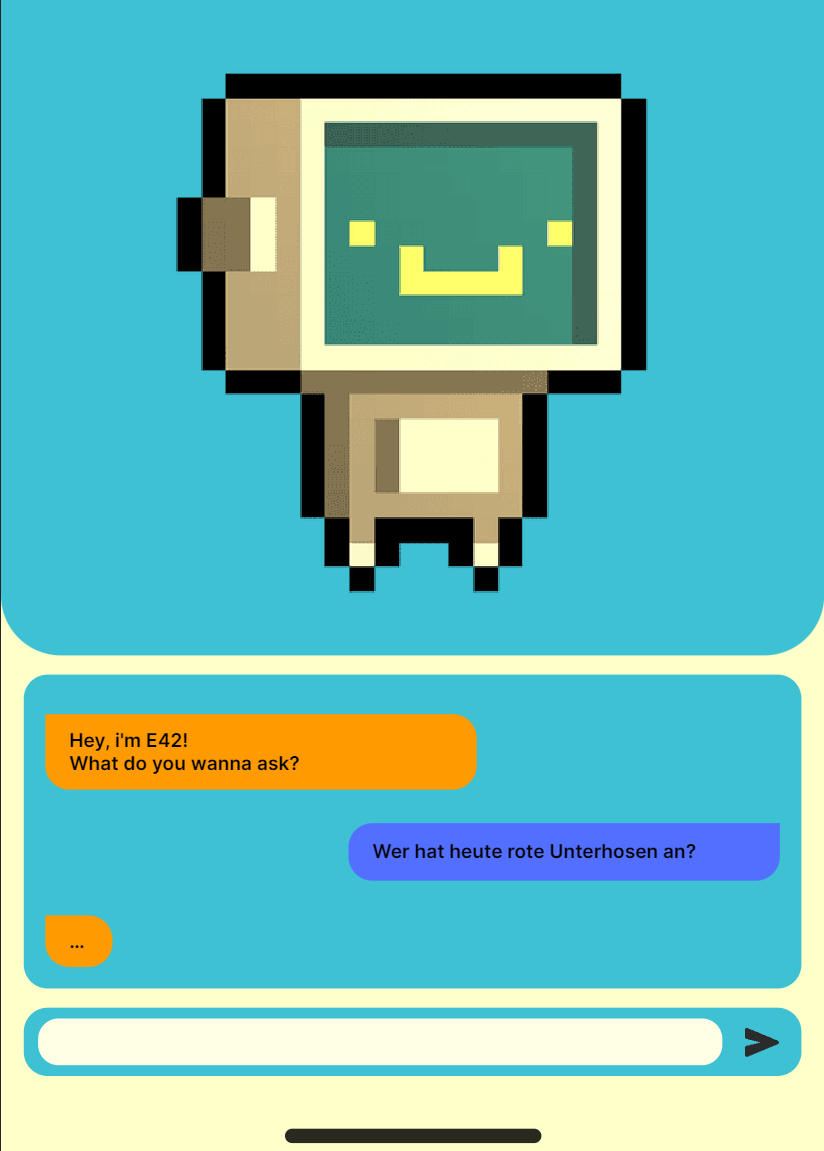 Hey, i'm E42!
What do you wanna ask?
Wer hat heute rote Unterhosen an?
...